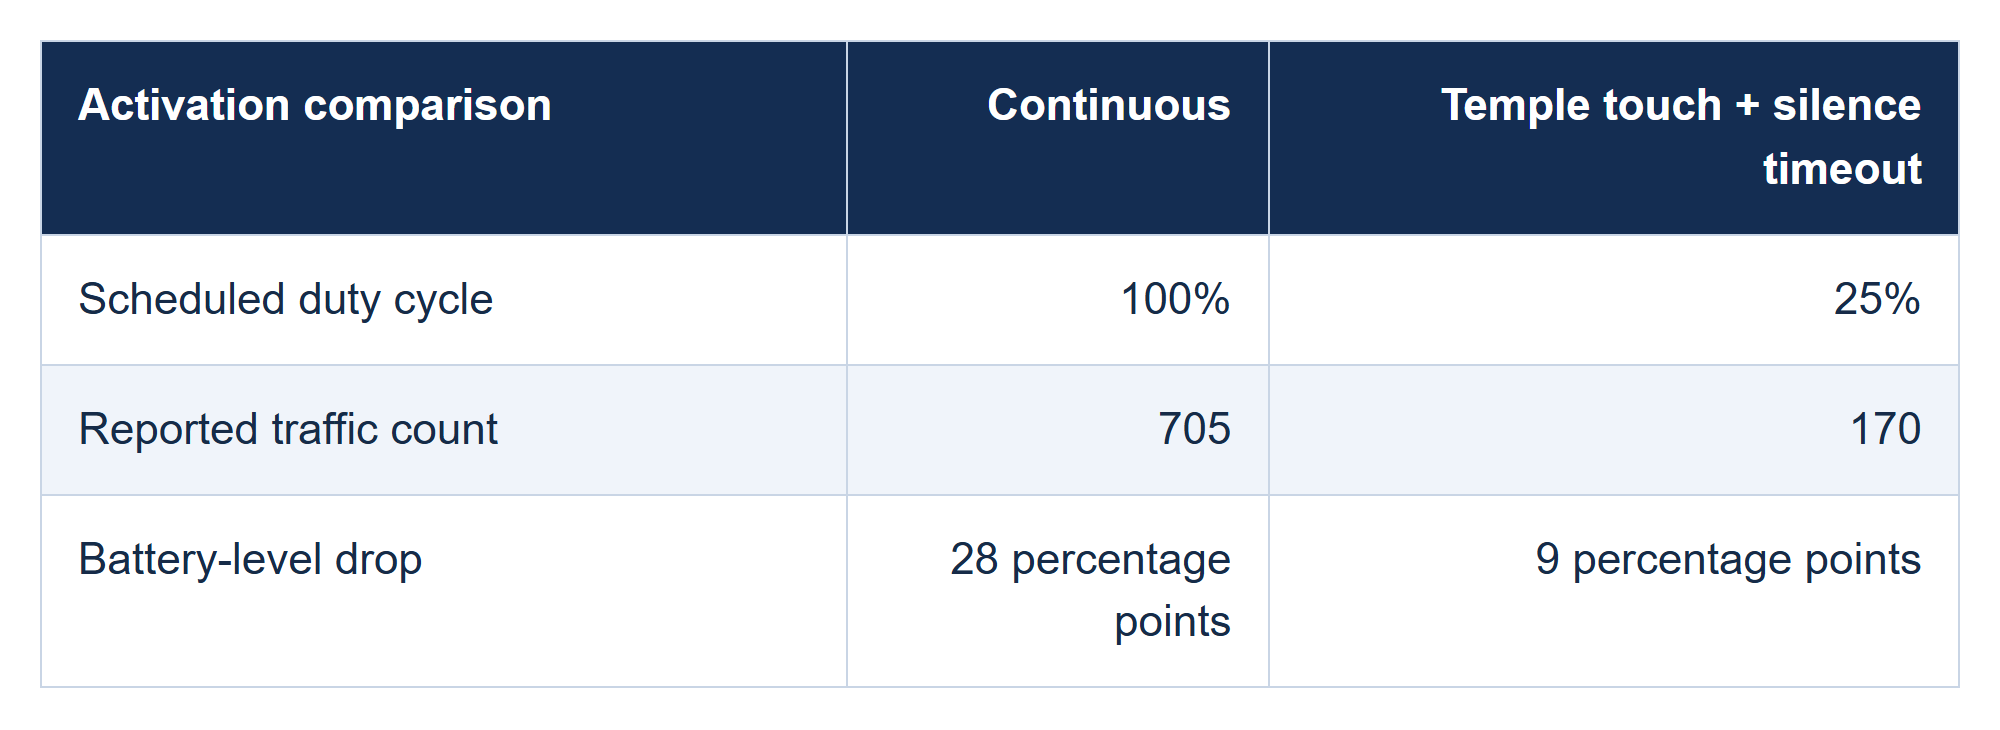 Activation comparison
Continuous
Temple touch + silence
timeout
Scheduled duty cycle
100%
25%
Reported traffic count
705
170
Battery-level drop
28 percentage
points
9 percentage points